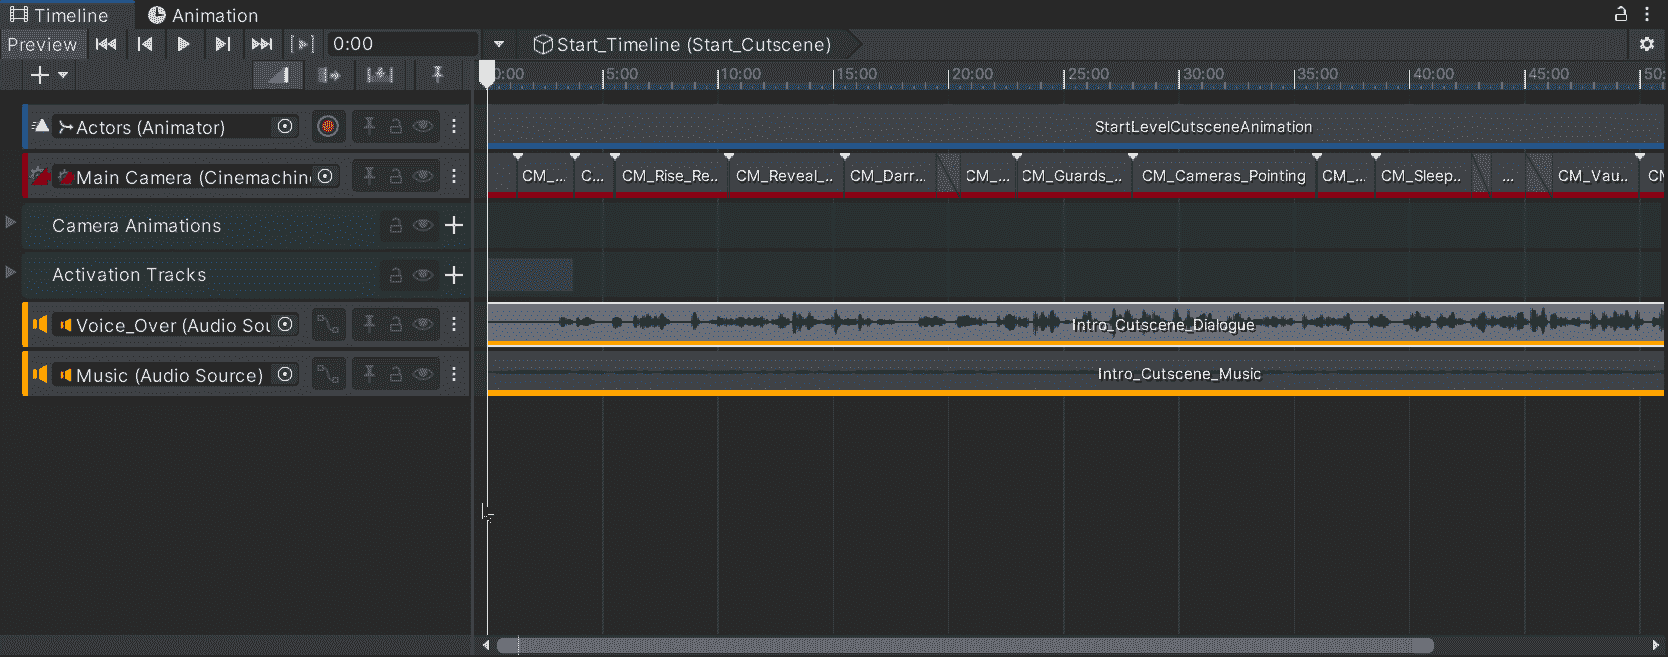 Timeline Animation
Preview 0:00 Start_Timeline (Start_Cutscene)
0:00 5:00 10:00 15:00 20:00 25:00 30:00 35:00 40:00 45:00 50:
Actors (Animator) StartLevelCutsceneAnimation
Main Camera (Cinemachin CM_... C... CM_Rise_Re.. CM_Reveal_.. CM_Darr... CM_... CM_Guards_.. CM_Cameras_Pointing CM_... CM_Sleep.. ... CM_Vau.. CM
Camera Animations
Activation Tracks
Voice_Over (Audio Sou Intro_Cutscene_Dialogue
Music (Audio Source) Intro_Cutscene_Music